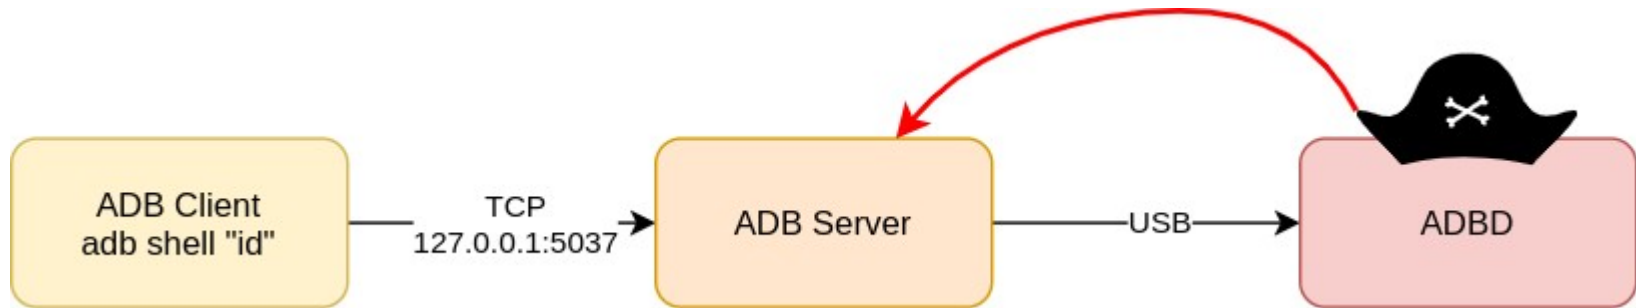 ADB Client
adb shell "id"
TCP
127.0.0.1:5037
ADB Server
USB
ADBD